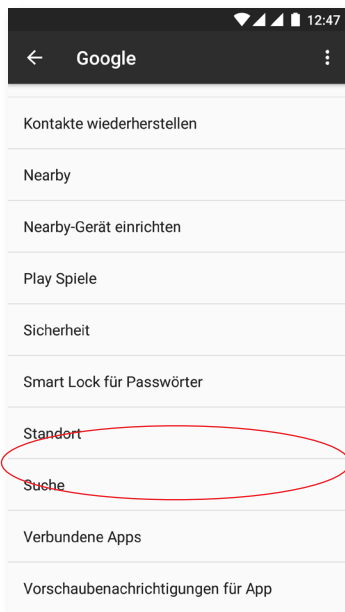 12:47
Google
Kontakte wiederherstellen
Nearby
Nearby-Gerät einrichten
Play Spiele
Sicherheit
Smart Lock für Passwörter
Standort
Suche
Verbundene Apps
Vorschaubenachrichtigungen für App